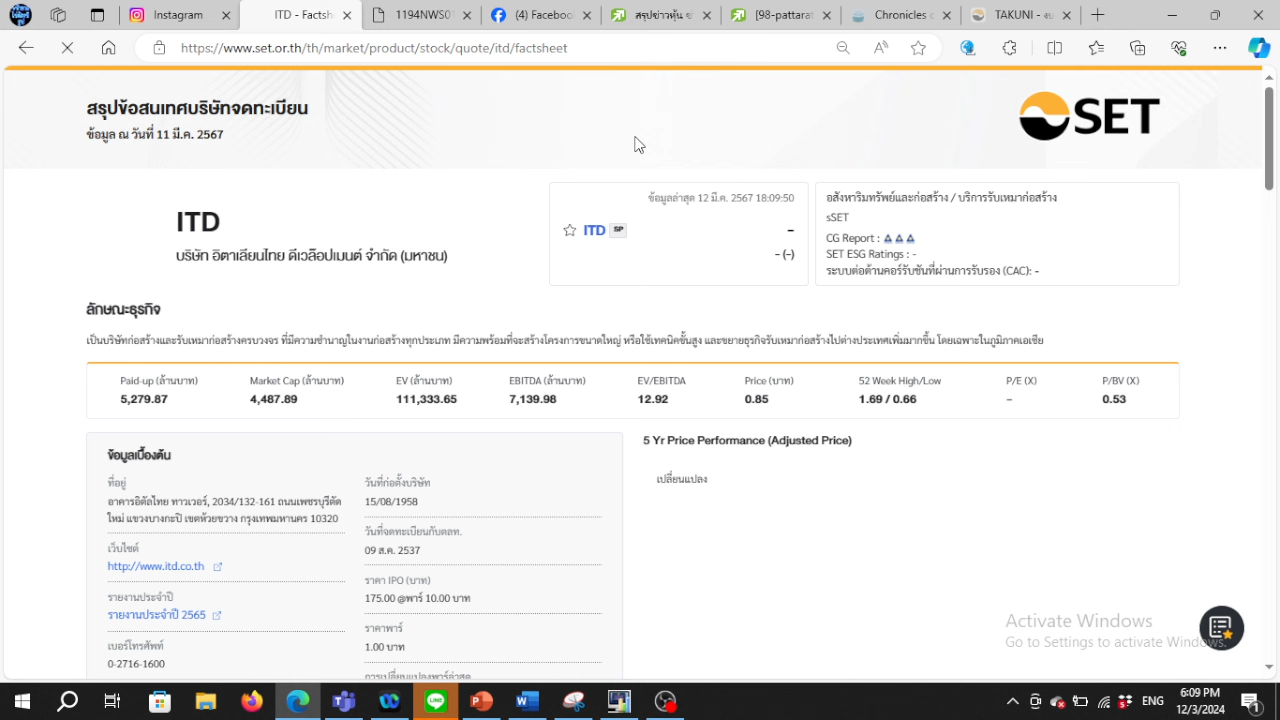 ITD - สรุปข้
154NWS0
(4) Faceboo
สรุปหุ้น ข
[98-portra
TSITICA - 
https://www.set.or.th/th/market/product/stock/quote/itd/factsheet
สรุปข้อสนเทศบริษัทจดทะเบียน
ข้อมูล ณ วันที่ 11 มี.ค. 2567
SET
ITD
บริษัท อิตาเลียนไทย ดีเวล๊อปเมนต์ จำกัด (มหาชน)
ข้อมูลล่าสุด 12 มี.ค. 2567 18:09:50
ITD SP -
- (-)
อสังหาริมทรัพย์และก่อสร้าง / บริการรับเหมาก่อสร้าง
sSET
CG Report :
SET ESG Ratings : -
ระบบต่อต้านคอร์รัปชันที่ผ่านการรับรอง (CAC): -
ลักษณะธุรกิจ
เป็นบริษัทก่อสร้างและรับเหมาก่อสร้างครบวงจร ที่มีความชำนาญในงานก่อสร้างทุกประเภท มีความพร้อมที่จะสร้างโครงการขนาดใหญ่ หรือใช้เทคนิคขั้นสูง และขยายธุรกิจรับเหมาก่อสร้างไปต่างประเทศเพิ่มมากขึ้น โดยเฉพาะในภูมิภาคเอเชีย
Paid-up (ล้านบาท) Market Cap (ล้านบาท) EV (ล้านบาท) EBITDA (ล้านบาท) EV/EBITDA Price (บาท) 52 Week High/Low P/E (X) P/BV (X)
5,279.87 4,487.89 111,333.65 7,139.98 12.92 0.85 1.69 / 0.66 – 0.53
ข้อมูลเบื้องต้น
ที่อยู่
อาคารอิตัลไทย ทาวเวอร์, 2034/132-161 ถนนเพชรบุรีตัด
ใหม่ แขวงบางกะปิ เขตห้วยขวาง กรุงเทพมหานคร 10320
เว็บไซต์
http://www.itd.co.th
รายงานประจำปี
รายงานประจำปี 2565
เบอร์โทรศัพท์
0-2716-1600
วันที่ก่อตั้งบริษัท
15/08/1958
วันที่จดทะเบียนกับตลท.
09 ส.ค. 2537
ราคา IPO (บาท)
175.00 @พาร์ 10.00 บาท
ราคาพาร์
1.00 บาท
การเปลี่ยนแปลงพาร์ล่าสุด
5 Yr Price Performance (Adjusted Price)
เปลี่ยนแปลง
Activate Windows
Go to Settings to activate Windows.
ENG
6:09 PM
12/3/2024